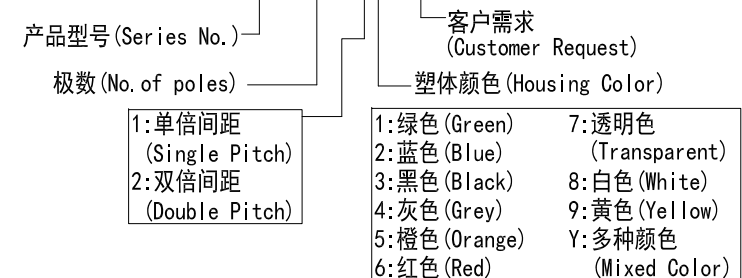 产品型号(Series No.)
客户需求
(Customer Request)
极数(No.of poles)
塑体颜色(Housing Color)
1:单倍间距
(Single Pitch)
2:双倍间距
(Double Pitch)
1:绿色(Green)
2:蓝色(Blue)
3:黑色(Black)
4:灰色(Grey)
5:橙色(Orange)
6:红色(Red)
7:透明色
(Transparent)
8:白色(White)
9:黄色(Yellow)
Y:多种颜色
(Mixed Color)